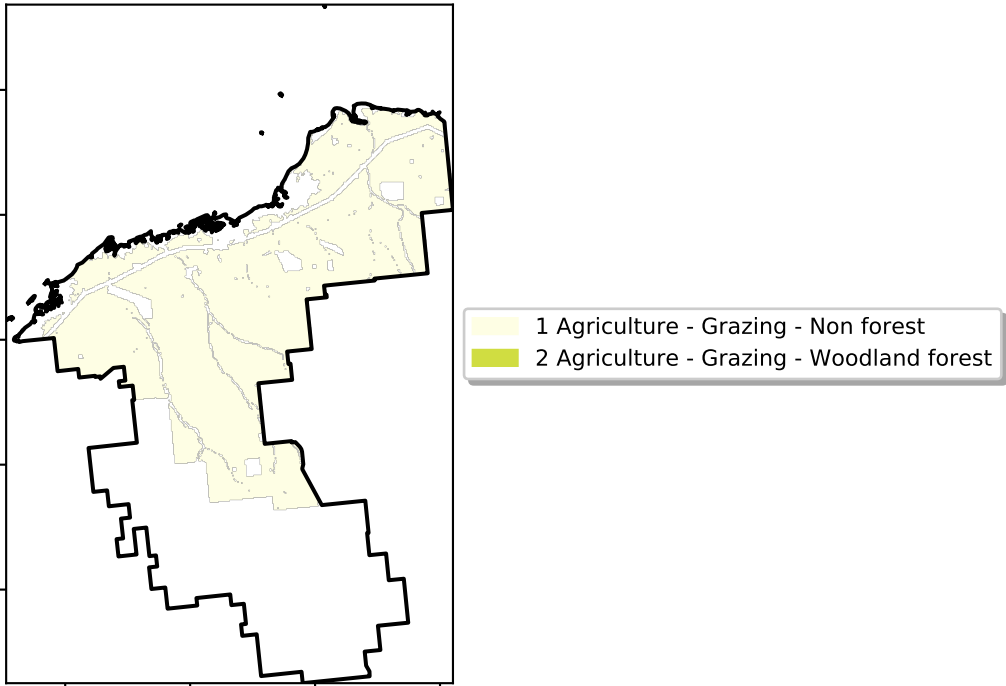 1 Agriculture - Grazing - Non forest
2 Agriculture - Grazing - Woodland forest